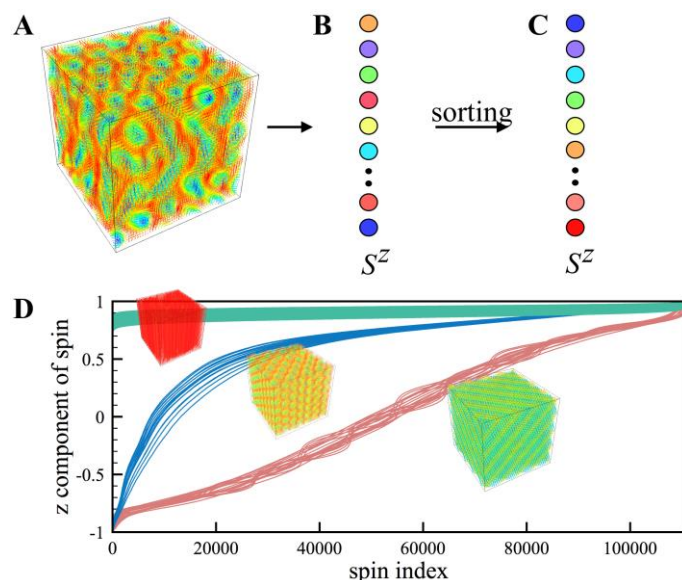 A
B
C
sorting
S^z
S^z
D
z component of spin
1
0.5
0
-0.5
-1
0
20000
40000
60000
80000
100000
spin index